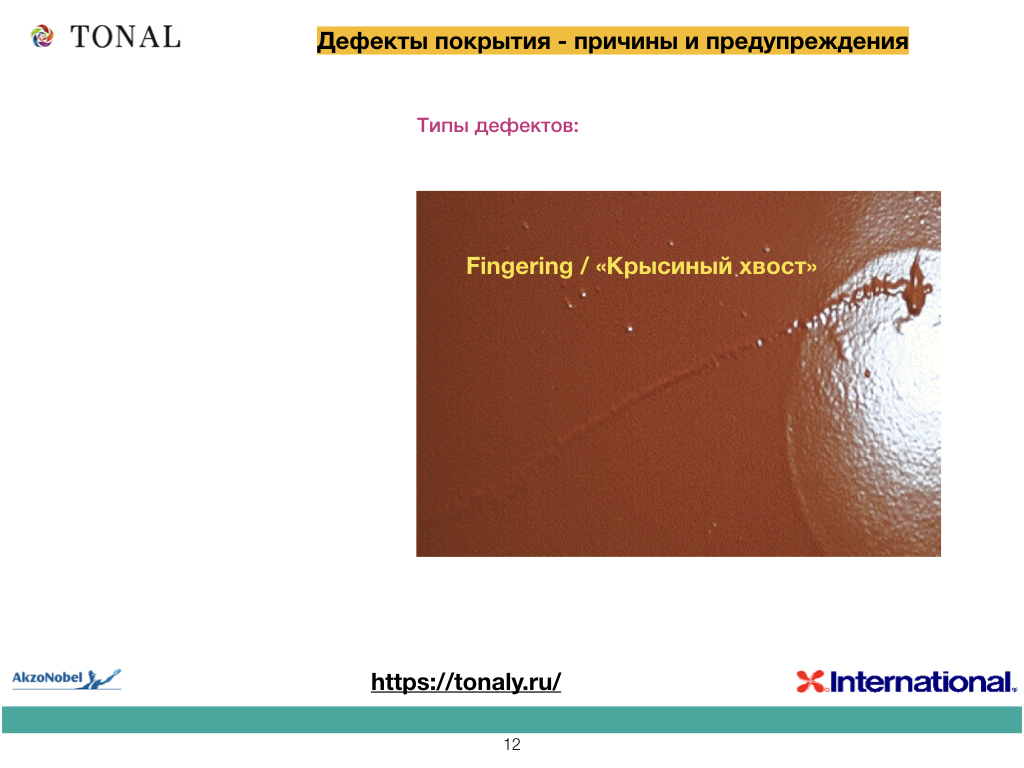 TONAL
Дефекты покрытия - причины и предупреждения
Типы дефектов:
Fingering / «Крысиный хвост»
AkzoNobel
https://tonaly.ru/
International
12